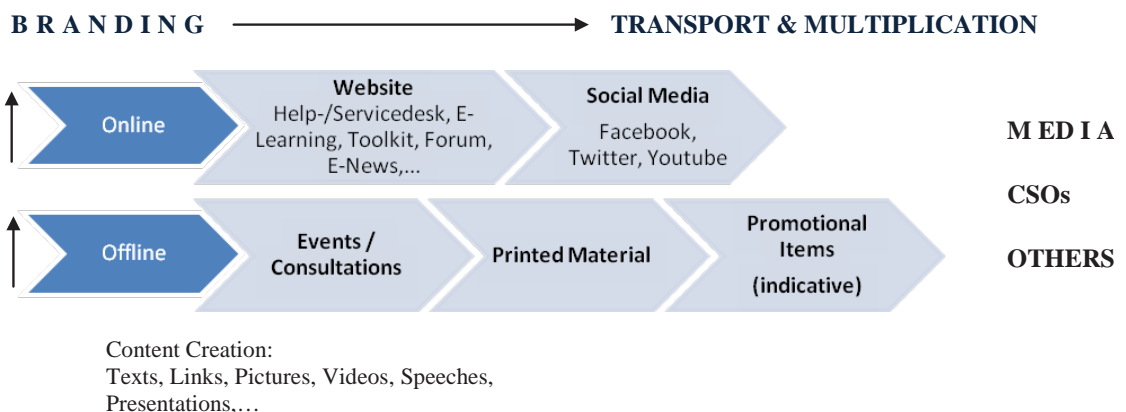 B R A N D I N G
TRANSPORT & MULTIPLICATION
Online
Website
Help-/Servicedesk, E-
Learning, Toolkit, Forum,
E-News,...
Social Media
Facebook,
Twitter, Youtube
Offline
Events /
Consultations
Printed Material
Promotional
Items
(indicative)
M ED I A
CSOs
OTHERS
Content Creation:
Texts, Links, Pictures, Videos, Speeches,
Presentations,…